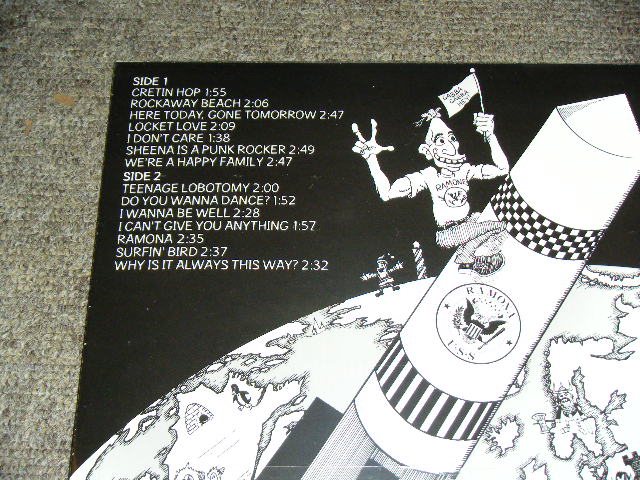 SIDE 1
CRETIN HOP 1:55
ROCKAWAY BEACH 2:06
HERE TODAY, GONE TOMORROW 2:47
LOCKET LOVE 2:09
I DON'T CARE 1:38
SHEENA IS A PUNK ROCKER 2:49
WE'RE A HAPPY FAMILY 2:47
SIDE 2
TEENAGE LOBOTOMY 2:00
DO YOU WANNA DANCE? 1:52
I WANNA BE WELL 2:28
I CAN'T GIVE YOU ANYTHING 1:57
RAMONA 2:35
SURFIN' BIRD 2:37
WHY IS IT ALWAYS THIS WAY? 2:32
GABBA
GABBA
HEY
RAMONES
RAMONA
USS